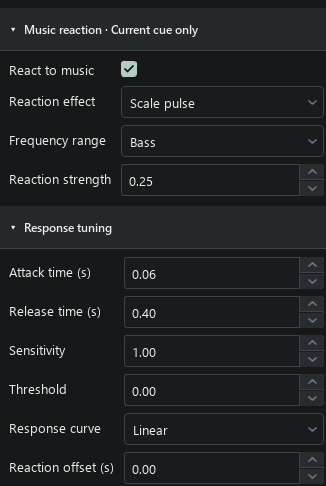 Music reaction · Current cue only
React to music
Reaction effect Scale pulse
Frequency range Bass
Reaction strength 0.25
Response tuning
Attack time (s) 0.06
Release time (s) 0.40
Sensitivity 1.00
Threshold 0.00
Response curve Linear
Reaction offset (s) 0.00